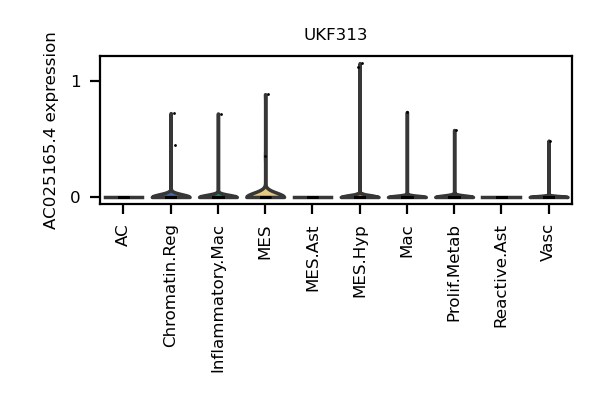 UKF313
AC025165.4 expression
1
0
AC
Chromatin.Reg
Inflammatory.Mac
MES
MES.Ast
MES.Hyp
Mac
Prolif.Metab
Reactive.Ast
Vasc